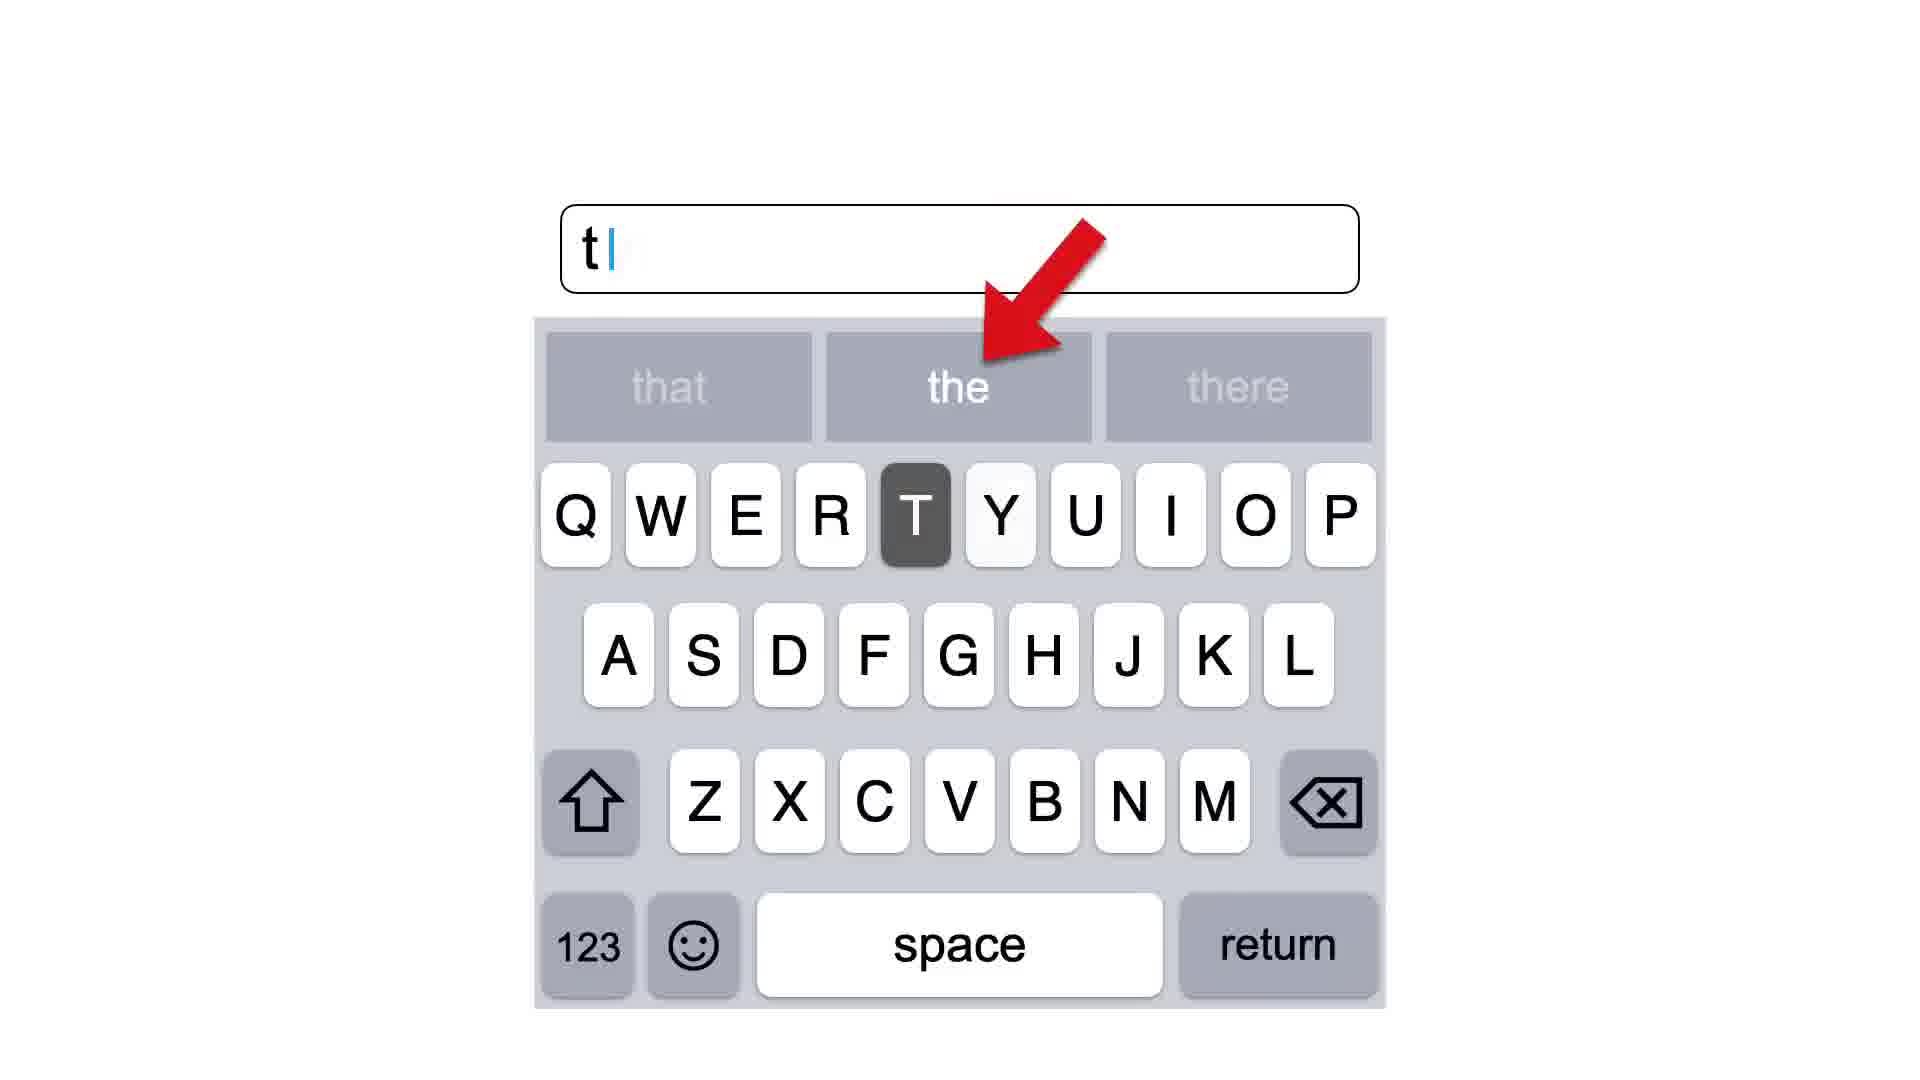 t
that the there
Q W E R T Y U I O P
A S D F G H J K L
Z X C V B N M
123 space return